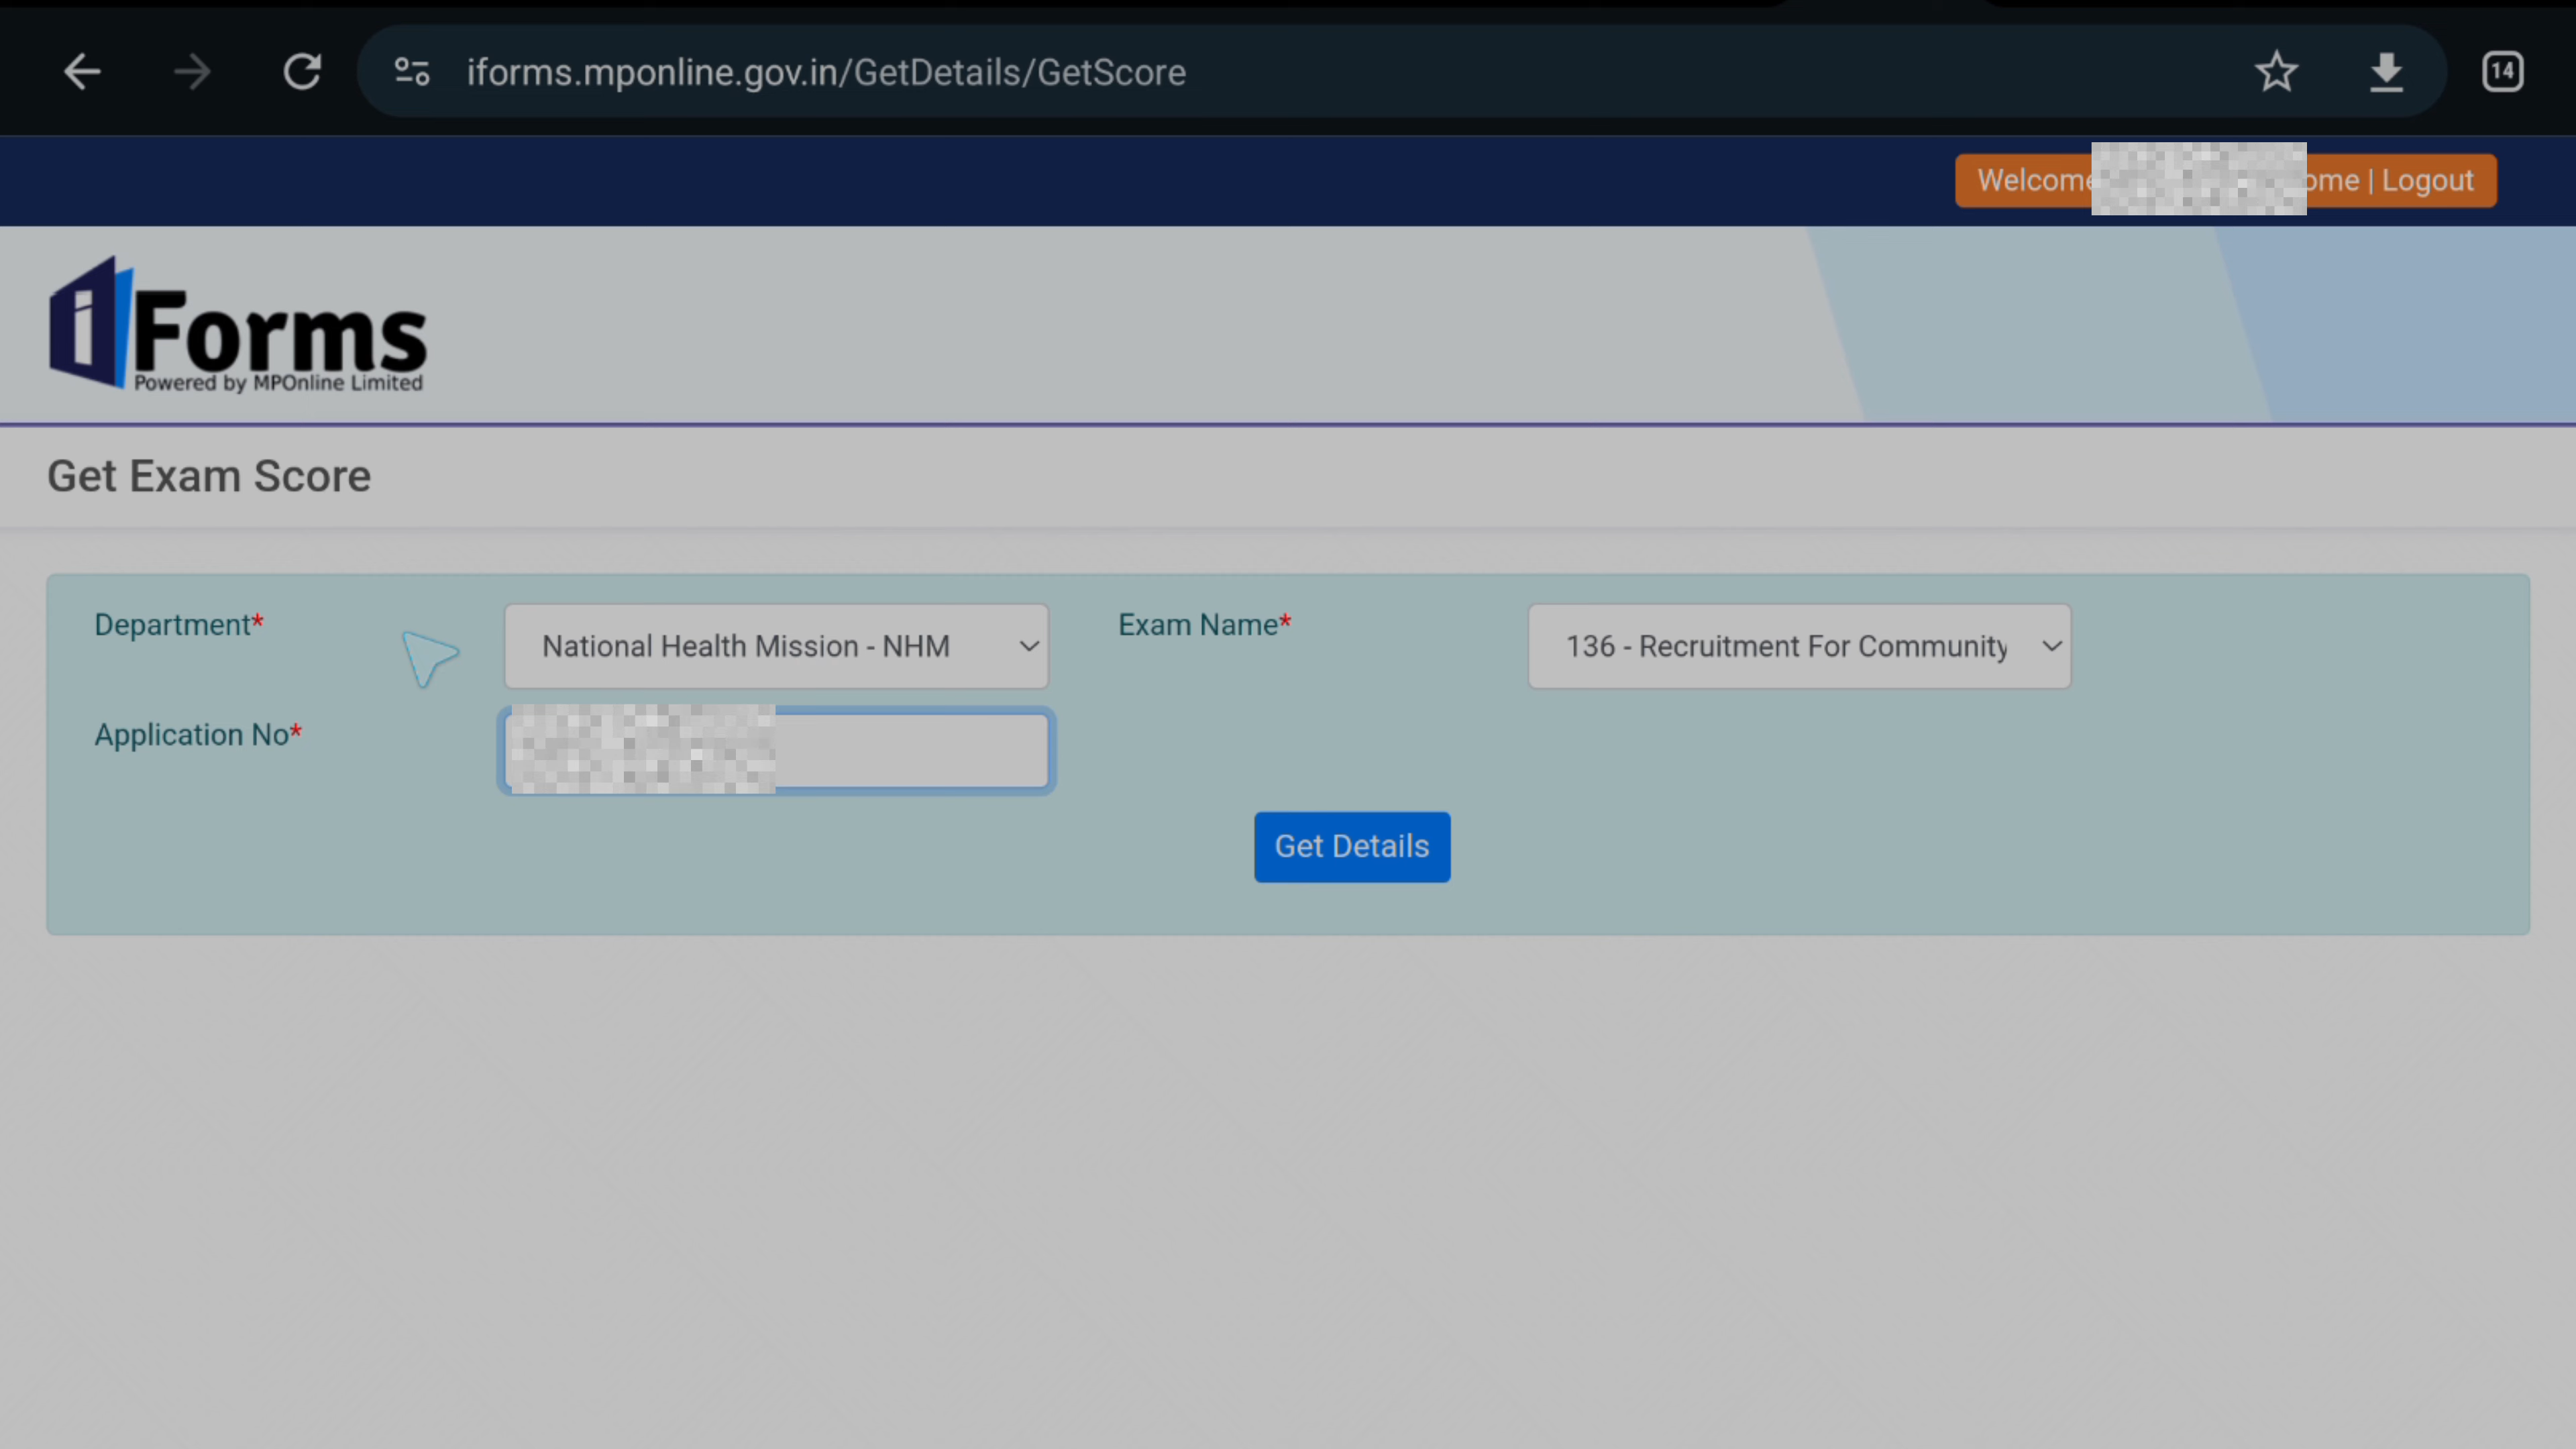 iforms.mponline.gov.in/GetDetails/GetScore
14
Welcome ome | Logout
iForms
Powered by MPOnline Limited
Get Exam Score
Department* National Health Mission - NHM Exam Name* 136 - Recruitment For Community
Application No*
Get Details